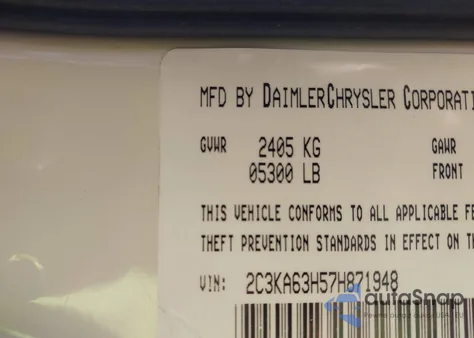 MFD BY DAIMLERCHRYSLER CORPORATI
GVWR 2405 KG GAWR
05300 LB FRONT
THIS VEHICLE CONFORMS TO ALL APPLICABLE FE
THEFT PREVENTION STANDARDS IN EFFECT ON T
VIN: 2C3KA63H57H871948
autoSnap